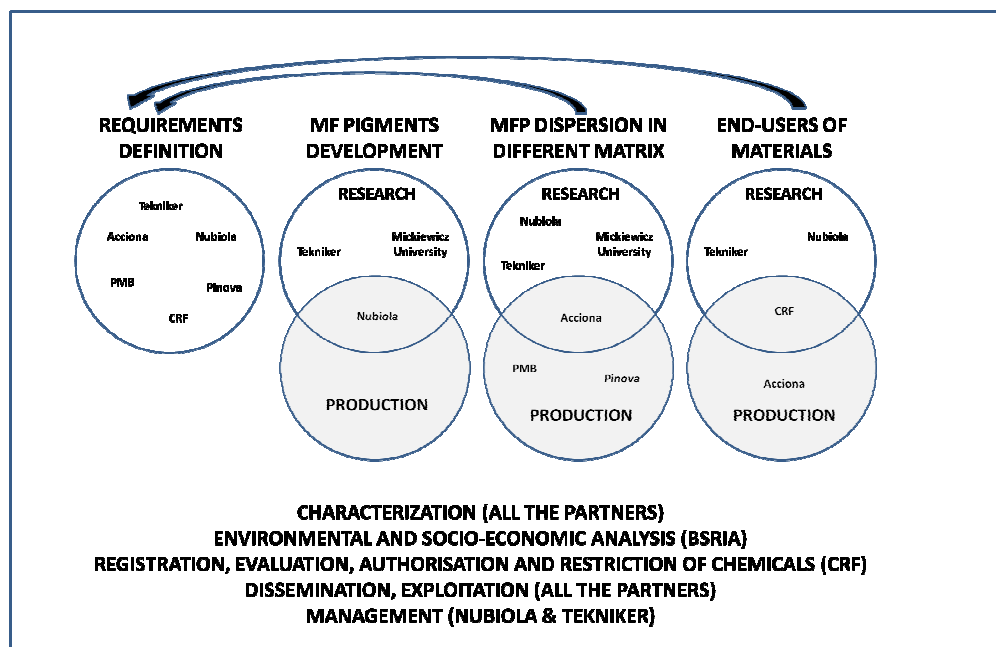 REQUIREMENTS
DEFINITION
Tekniker
Acciona
Nubiola
PMB
Pinova
CRF
MF PIGMENTS
DEVELOPMENT
RESEARCH
Mickiewicz
University
Tekniker
Nubiola
PRODUCTION
MFP DISPERSION IN
DIFFERENT MATRIX
RESEARCH
Nubiola
Mickiewicz
University
Tekniker
Acciona
PMB
Pinova
PRODUCTION
END-USERS OF
MATERIALS
RESEARCH
Nubiola
Tekniker
CRF
Acciona
PRODUCTION
CHARACTERIZATION (ALL THE PARTNERS)
ENVIRONMENTAL AND SOCIO-ECONOMIC ANALYSIS (BSRIA)
REGISTRATION, EVALUATION, AUTHORISATION AND RESTRICTION OF CHEMICALS (CRF)
DISSEMINATION, EXPLOITATION (ALL THE PARTNERS)
MANAGEMENT (NUBIOLA & TEKNIKER)